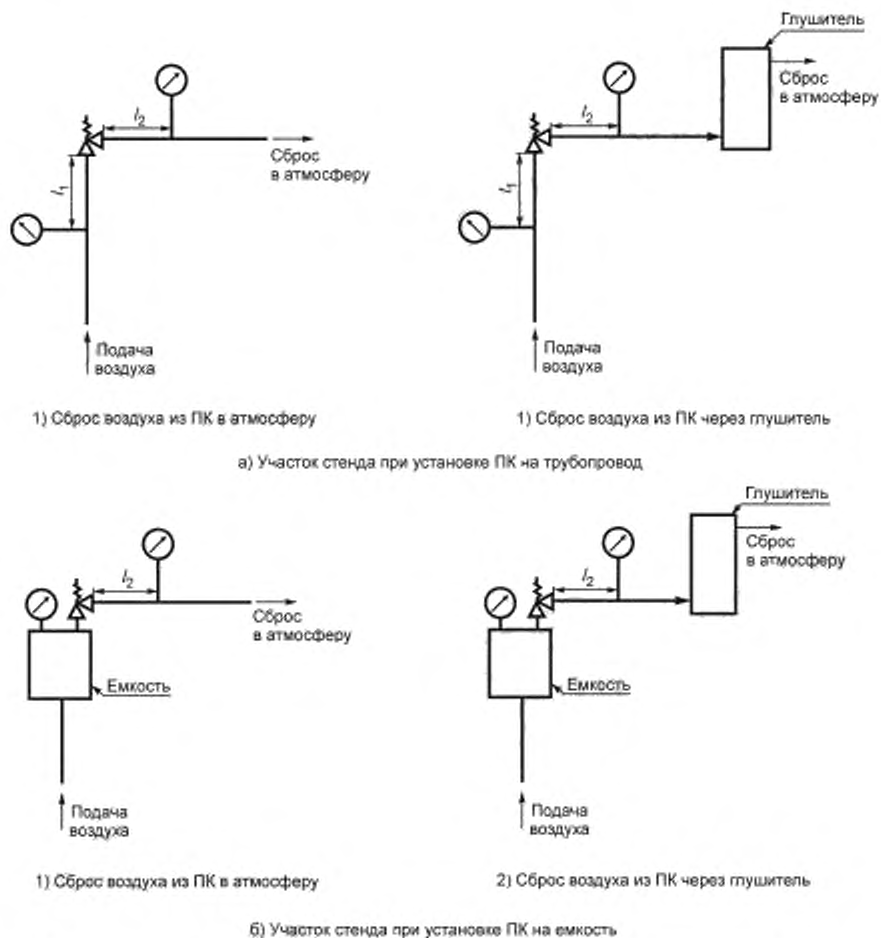 Глушитель
Сброс
в атмосферу
l₂
l₁
Сброс
в атмосферу
Подача
воздуха
l₂
l₁
Подача
воздуха
1) Сброс воздуха из ПК в атмосферу
1) Сброс воздуха из ПК через глушитель
а) Участок стенда при установке ПК на трубопровод
Глушитель
Сброс
в атмосферу
l₂
Сброс
в атмосферу
Емкость
Подача
воздуха
l₂
Емкость
Подача
воздуха
1) Сброс воздуха из ПК в атмосферу
2) Сброс воздуха из ПК через глушитель
б) Участок стенда при установке ПК на емкость